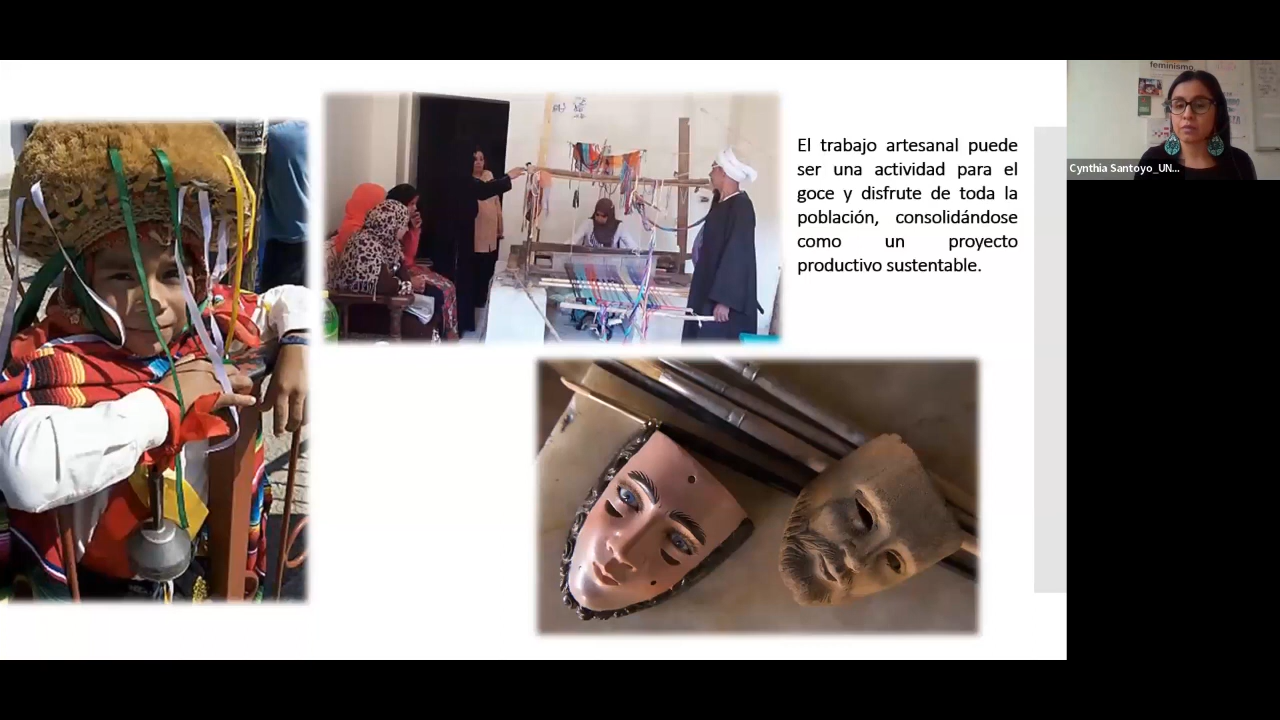 El trabajo artesanal puede
ser una actividad para el
goce y disfrute de toda la
población, consolidándose
como un proyecto
productivo sustentable.
feminismo
Cynthia Santoyo_UN...